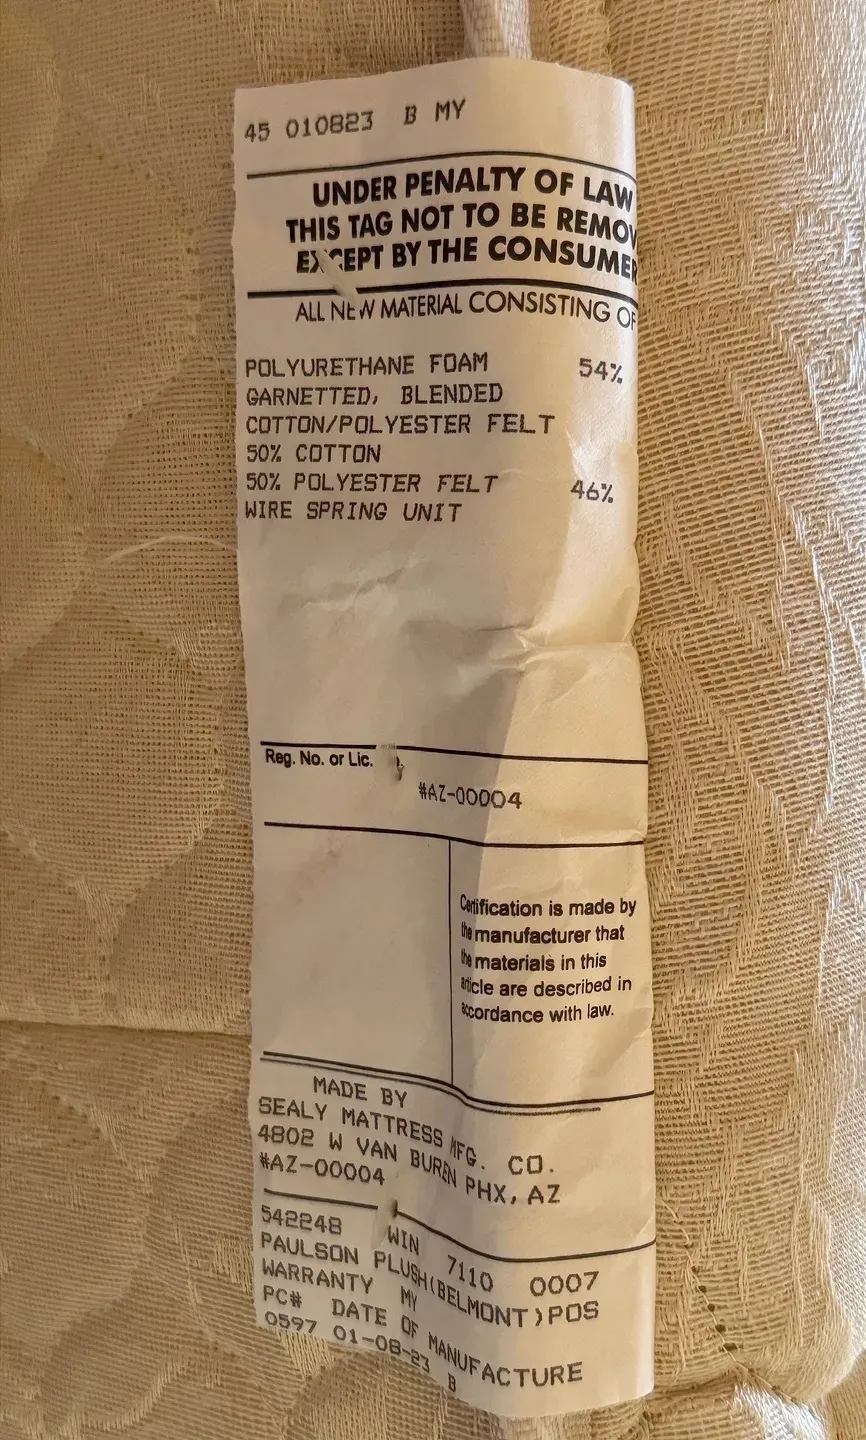 45 010823 B MY
UNDER PENALTY OF LAW
THIS TAG NOT TO BE REMOV
EXCEPT BY THE CONSUMER
ALL NEW MATERIAL CONSISTING OF
POLYURETHANE FOAM 54%
GARNETTED, BLENDED
COTTON/POLYESTER FELT
50% COTTON
50% POLYESTER FELT 46%
WIRE SPRING UNIT
Reg. No. or Lic.
#AZ-00004
Certification is made by
the manufacturer that
the materials in this
article are described in
accordance with law.
MADE BY
SEALY MATTRESS MFG. CO.
4802 W VAN BUREN PHX, AZ
#AZ-00004
542248 WIN 7110 0007
PAULSON PLUSH(BELMONT)POS
WARRANTY MY
PC# DATE OF MANUFACTURE
0597 01-08-23 B